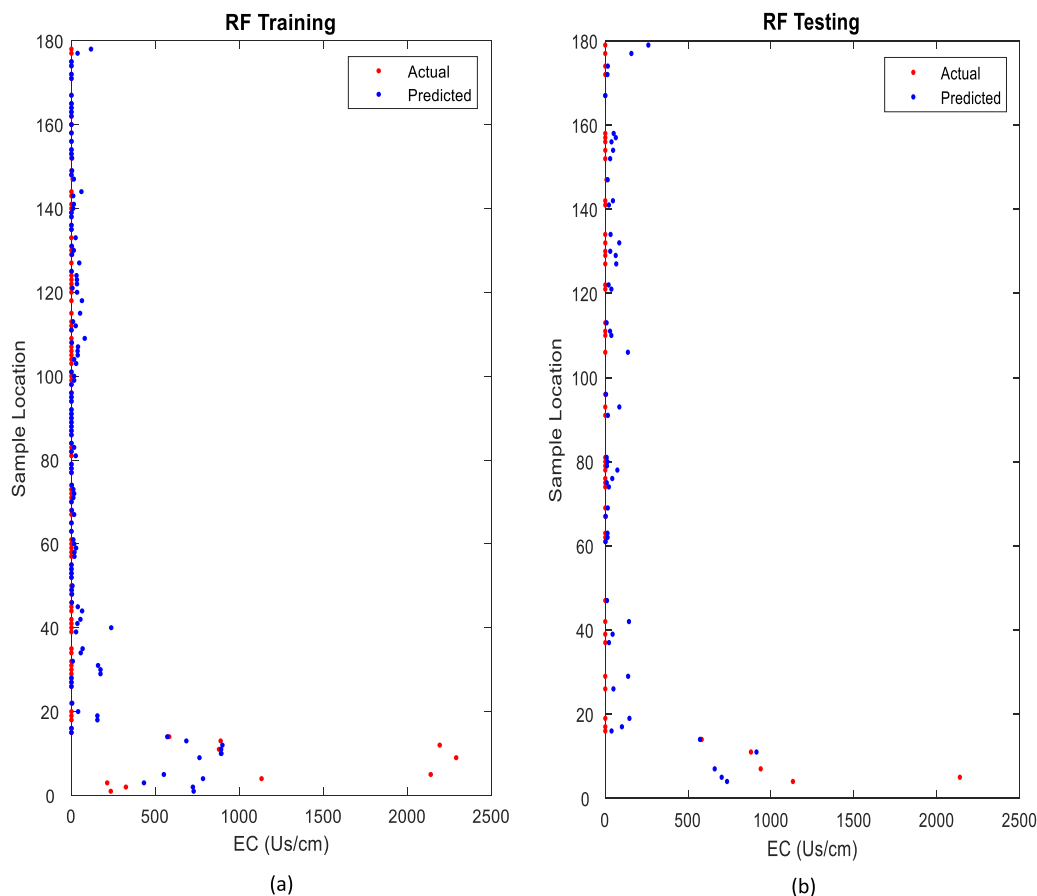 RF Training
180
160
140
120
100
80
60
40
20
0
Sample Location
Actual
Predicted
0 500 1000 1500 2000 2500
EC (Us/cm)
(a)
RF Testing
180
160
140
120
100
80
60
40
20
0
Sample Location
Actual
Predicted
0 500 1000 1500 2000 2500
EC (Us/cm)
(b)